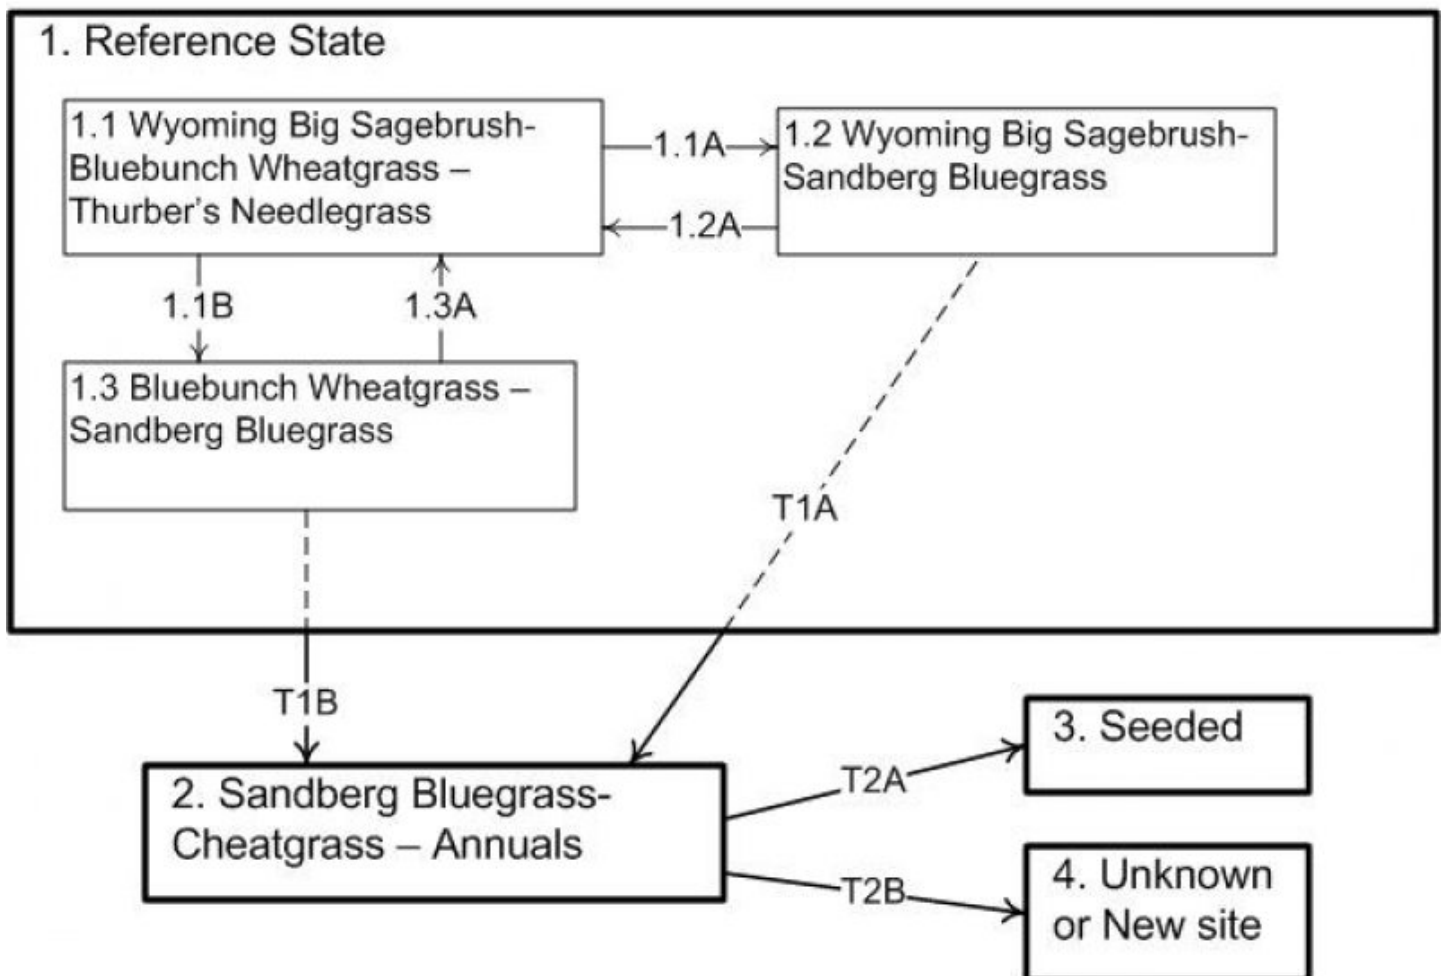 1. Reference State
1.1 Wyoming Big Sagebrush-
Bluebunch Wheatgrass –
Thurber's Needlegrass
1.1A
1.2 Wyoming Big Sagebrush-
Sandberg Bluegrass
1.2A
1.1B
1.3A
1.3 Bluebunch Wheatgrass –
Sandberg Bluegrass
T1A
T1B
2. Sandberg Bluegrass-
Cheatgrass – Annuals
T2A
3. Seeded
T2B
4. Unknown
or New site